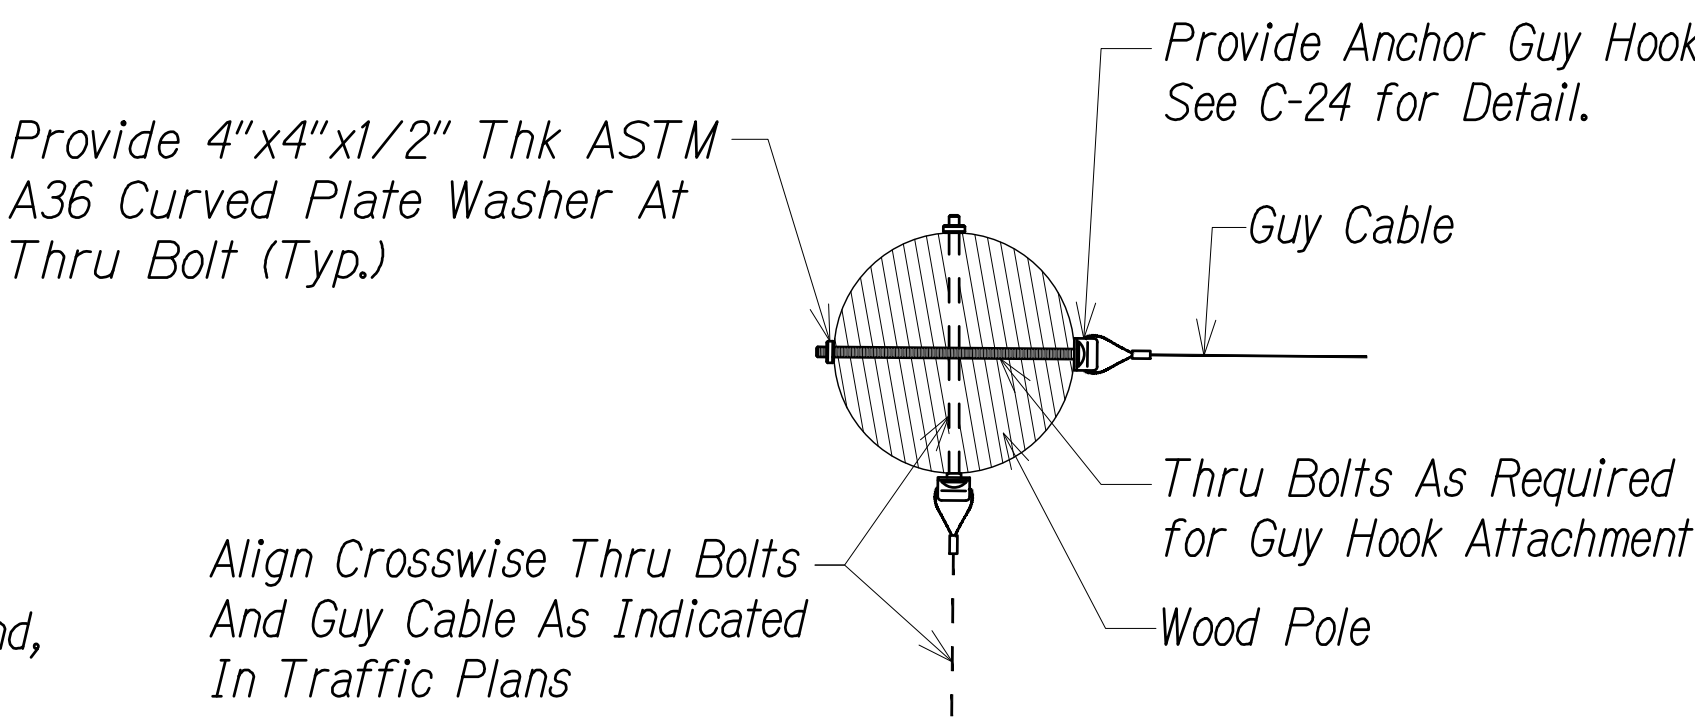 Provide Anchor Guy Hook
See C-24 for Detail.
Provide 4"x4"x1/2" Thk ASTM
A36 Curved Plate Washer At
Thru Bolt (Typ.)
Guy Cable
Thru Bolts As Required
for Guy Hook Attachment
Align Crosswise Thru Bolts
And Guy Cable As Indicated
In Traffic Plans
Wood Pole